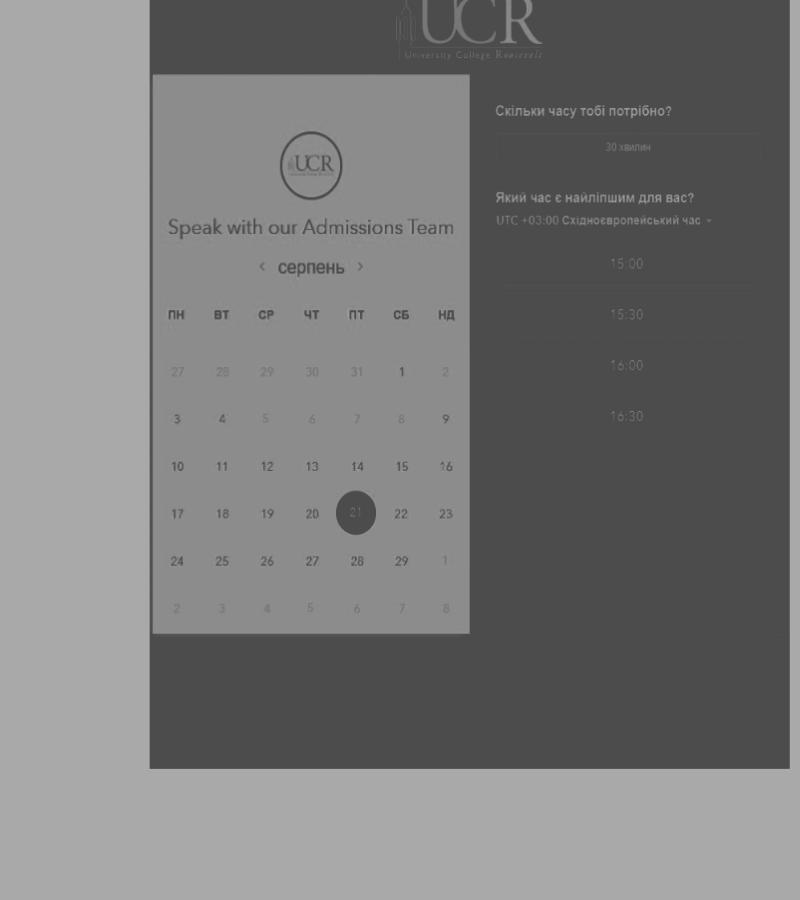 UCR
University College Roosevelt
UCR
Speak with our Admissions Team
‹ серпень ›
ПН ВТ СР ЧТ ПТ СБ НД
27 28 29 30 31 1 2
3 4 5 6 7 8 9
10 11 12 13 14 15 16
17 18 19 20 21 22 23
24 25 26 27 28 29 1
2 3 4 5 6 7 8
Скільки часу тобі потрібно?
30 хвилин
Який час є найліпшим для вас?
UTC +03:00 Східноєвропейський час
15:00
15:30
16:00
16:30